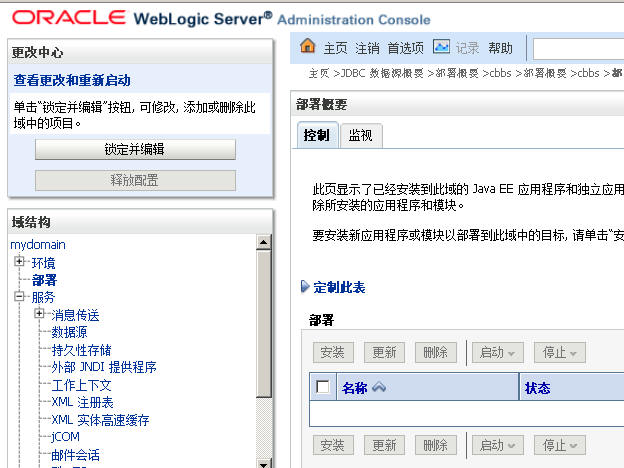 ORACLE WebLogic Server® Administration Console
更改中心
查看更改和重新启动
单击“锁定并编辑”按钮, 可修改, 添加或删除此
域中的项目。
锁定并编辑
释放配置
域结构
mydomain
环境
部署
服务
消息传送
数据源
持久性存储
外部 JNDI 提供程序
工作上下文
XML 注册表
XML 实体高速缓存
jCOM
邮件会话
主页 注销 首选项 记录 帮助
主页 >JDBC 数据源概要 >部署概要 >cbbs >部署概要 >cbbs >部
部署概要
控制 监视
此页显示了已经安装到此域的 Java EE 应用程序和独立应用
除所安装的应用程序和模块。
要安装新应用程序或模块以部署到此域中的目标, 请单击“安
定制此表
部署
安装 更新 删除 启动 停止
名称 状态
安装 更新 删除 启动 停止